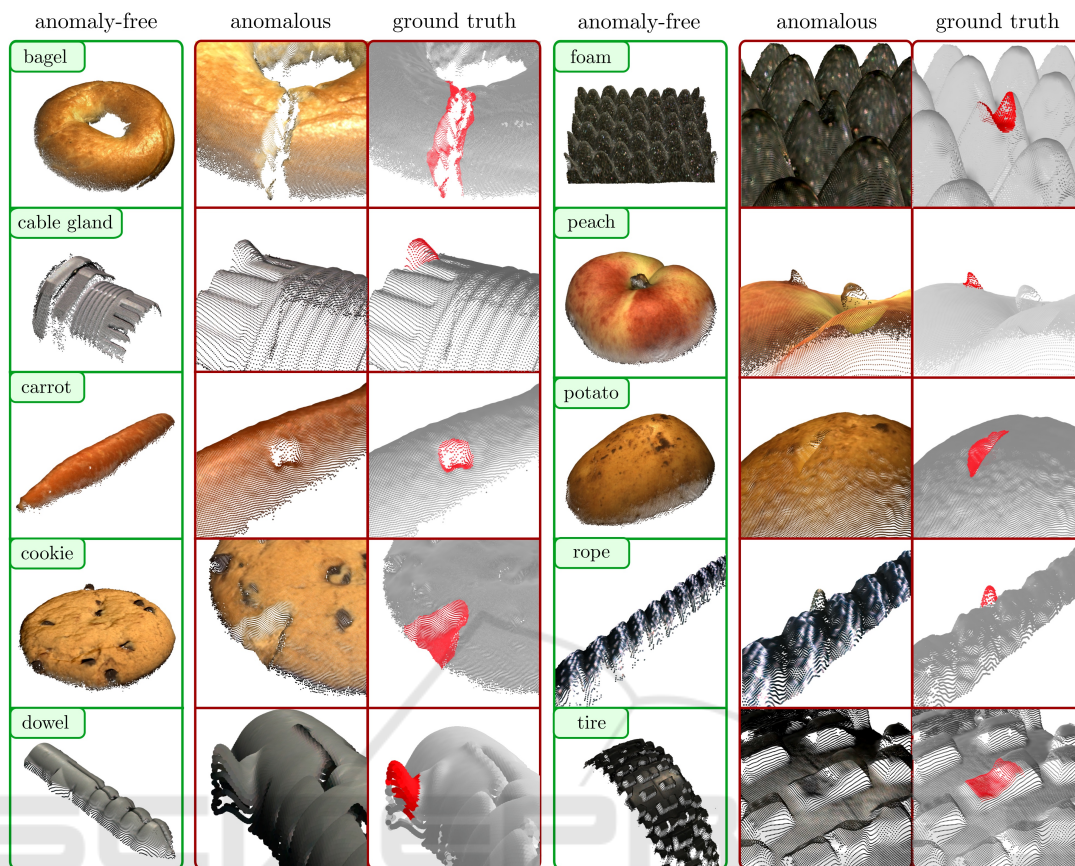 anomaly-free anomalous ground truth anomaly-free anomalous ground truth
bagel
foam
cable gland
peach
carrot
potato
cookie
rope
dowel
tire